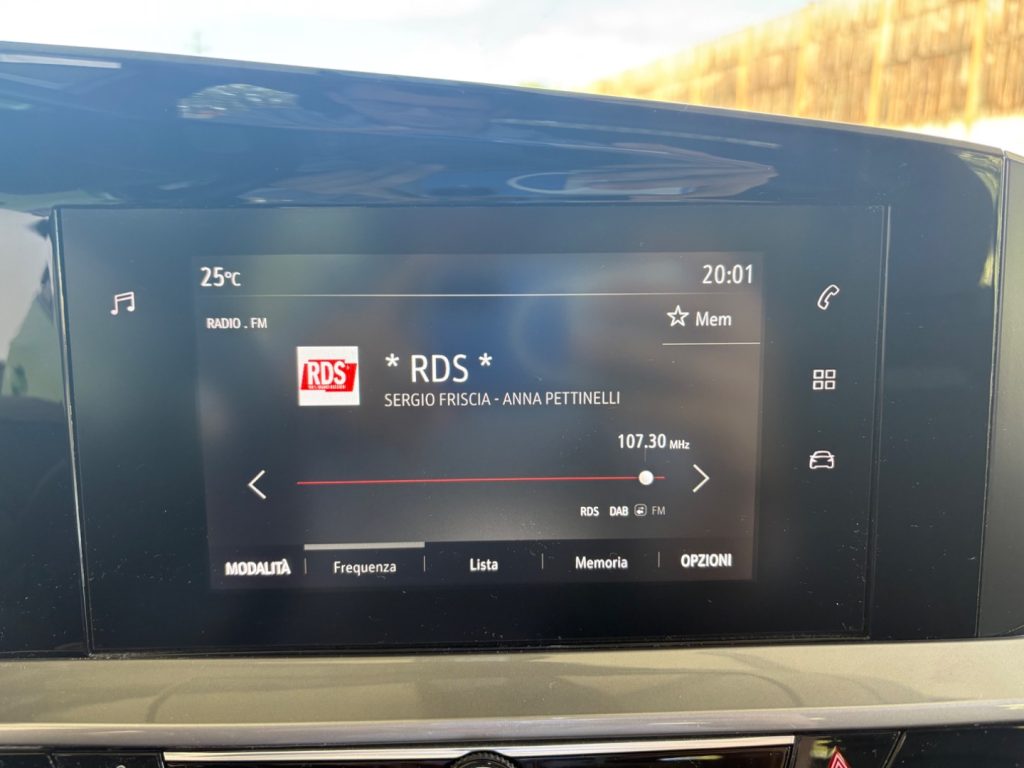 25°C
20:01
RADIO . FM
Mem
RDS
* RDS *
SERGIO FRISCIA - ANNA PETTINELLI
107.30 MHz
RDS DAB FM
MODALITÀ Frequenza Lista Memoria OPZIONI